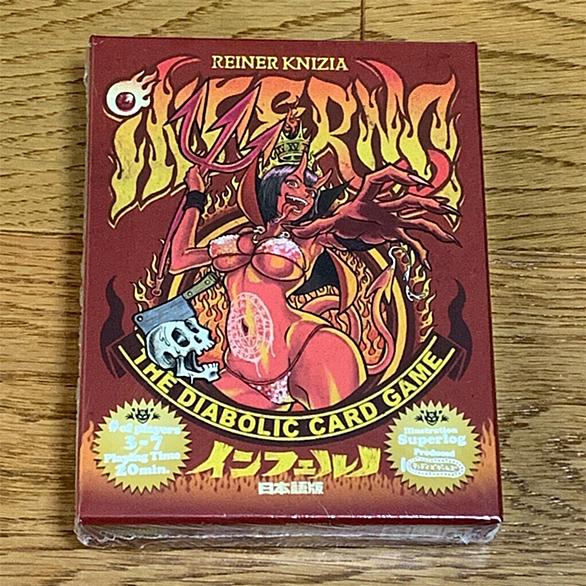 REINER KNIZIA
INFERNO
THE DIABOLIC CARD GAME
# of players
3-7
Playing Time
20min.
Illustration
Superlog
Produced
インフェルノ
日本語版